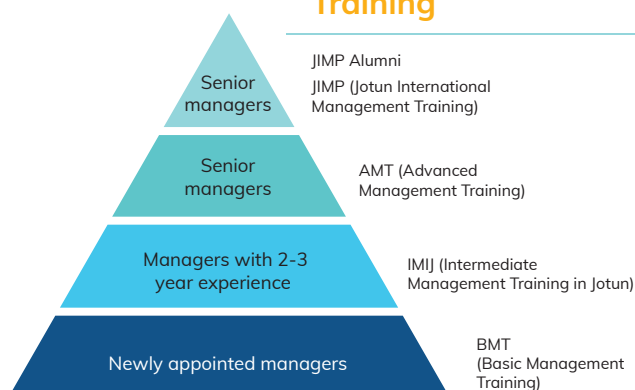 Training
Senior
managers
JIMP Alumni
JIMP (Jotun International
Management Training)
Senior
managers
AMT (Advanced
Management Training)
Managers with 2-3
year experience
IMIJ (Intermediate
Management Training in Jotun)
Newly appointed managers
BMT
(Basic Management
Training)